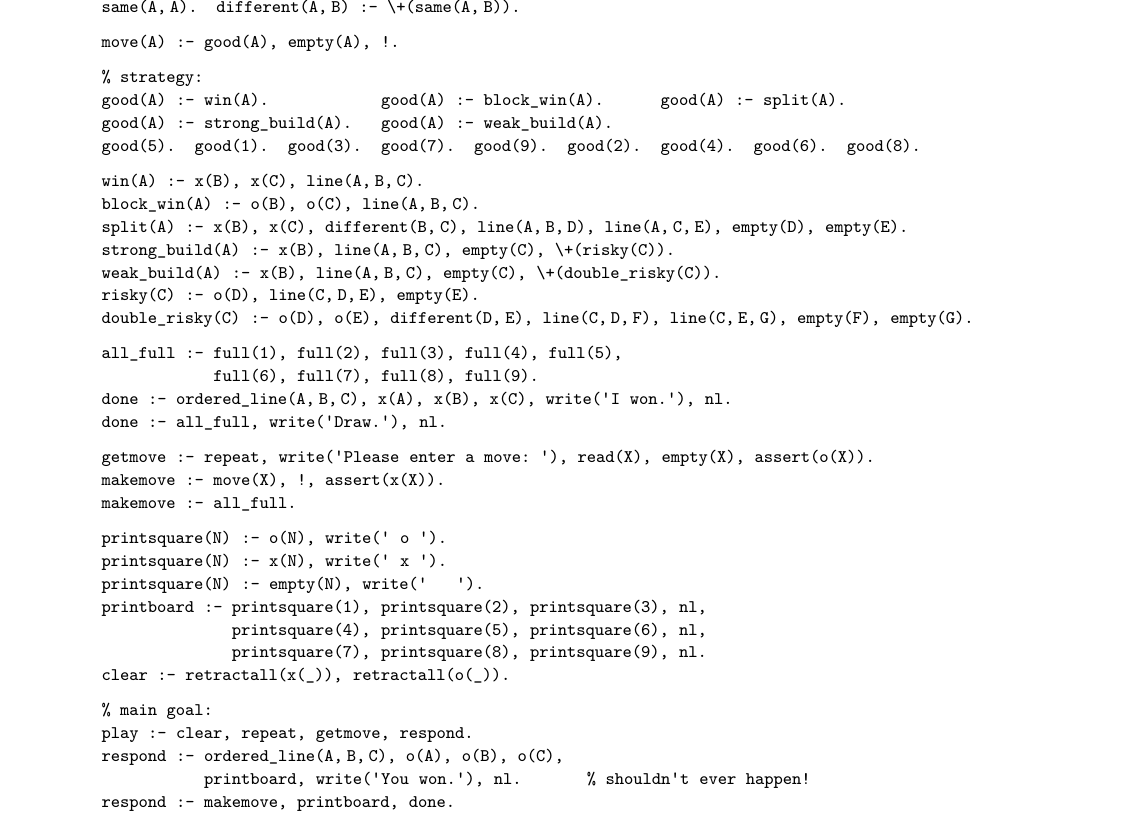 same(A, A).  different(A, B) :- \+(same(A, B)).
move(A) :- good(A), empty(A), !.
% strategy:
good(A) :- win(A).            good(A) :- block_win(A).      good(A) :- split(A).
good(A) :- strong_build(A).   good(A) :- weak_build(A).
good(5).  good(1).  good(3).  good(7).  good(9).  good(2).  good(4).  good(6).  good(8).
win(A) :- x(B), x(C), line(A, B, C).
block_win(A) :- o(B), o(C), line(A, B, C).
split(A) :- x(B), x(C), different(B, C), line(A, B, D), line(A, C, E), empty(D), empty(E).
strong_build(A) :- x(B), line(A, B, C), empty(C), \+(risky(C)).
weak_build(A) :- x(B), line(A, B, C), empty(C), \+(double_risky(C)).
risky(C) :- o(D), line(C, D, E), empty(E).
double_risky(C) :- o(D), o(E), different(D, E), line(C, D, F), line(C, E, G), empty(F), empty(G).
all_full :- full(1), full(2), full(3), full(4), full(5),
            full(6), full(7), full(8), full(9).
done :- ordered_line(A, B, C), x(A), x(B), x(C), write('I won.'), nl.
done :- all_full, write('Draw.'), nl.
getmove :- repeat, write('Please enter a move: '), read(X), empty(X), assert(o(X)).
makemove :- move(X), !, assert(x(X)).
makemove :- all_full.
printsquare(N) :- o(N), write(' o ').
printsquare(N) :- x(N), write(' x ').
printsquare(N) :- empty(N), write('   ').
printboard :- printsquare(1), printsquare(2), printsquare(3), nl,
              printsquare(4), printsquare(5), printsquare(6), nl,
              printsquare(7), printsquare(8), printsquare(9), nl.
clear :- retractall(x(_)), retractall(o(_)).
% main goal:
play :- clear, repeat, getmove, respond.
respond :- ordered_line(A, B, C), o(A), o(B), o(C),
           printboard, write('You won.'), nl.       % shouldn't ever happen!
respond :- makemove, printboard, done.